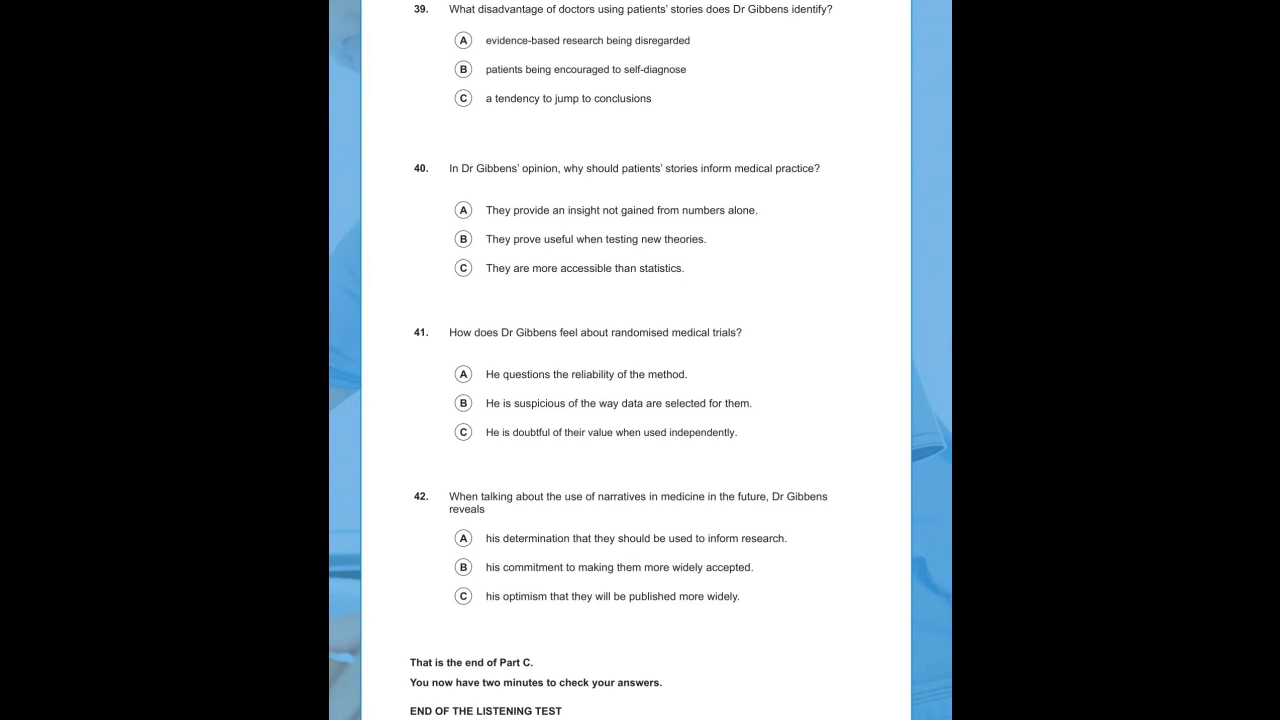 39. What disadvantage of doctors using patients’ stories does Dr Gibbens identify?
A evidence-based research being disregarded
B patients being encouraged to self-diagnose
C a tendency to jump to conclusions
40. In Dr Gibbens’ opinion, why should patients’ stories inform medical practice?
A They provide an insight not gained from numbers alone.
B They prove useful when testing new theories.
C They are more accessible than statistics.
41. How does Dr Gibbens feel about randomised medical trials?
A He questions the reliability of the method.
B He is suspicious of the way data are selected for them.
C He is doubtful of their value when used independently.
42. When talking about the use of narratives in medicine in the future, Dr Gibbens
reveals
A his determination that they should be used to inform research.
B his commitment to making them more widely accepted.
C his optimism that they will be published more widely.
That is the end of Part C.
You now have two minutes to check your answers.
END OF THE LISTENING TEST